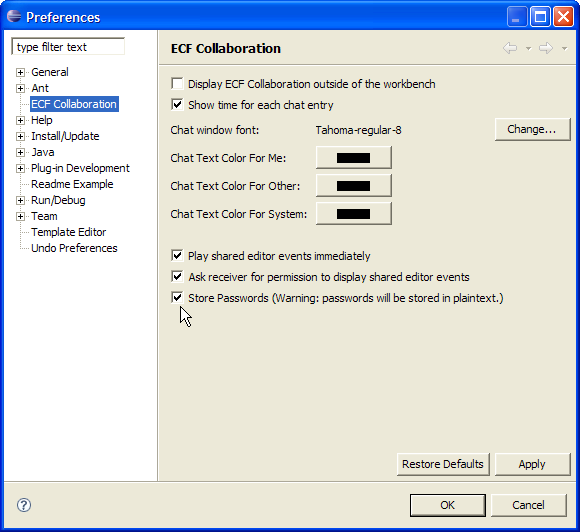 Preferences
type filter text
General
Ant
ECF Collaboration
Help
Install/Update
Java
Plug-in Development
Readme Example
Run/Debug
Team
Template Editor
Undo Preferences
ECF Collaboration
Display ECF Collaboration outside of the workbench
Show time for each chat entry
Chat window font: Tahoma-regular-8 Change...
Chat Text Color For Me:
Chat Text Color For Other:
Chat Text Color For System:
Play shared editor events immediately
Ask receiver for permission to display shared editor events
Store Passwords (Warning: passwords will be stored in plaintext.)
Restore Defaults Apply
? OK Cancel